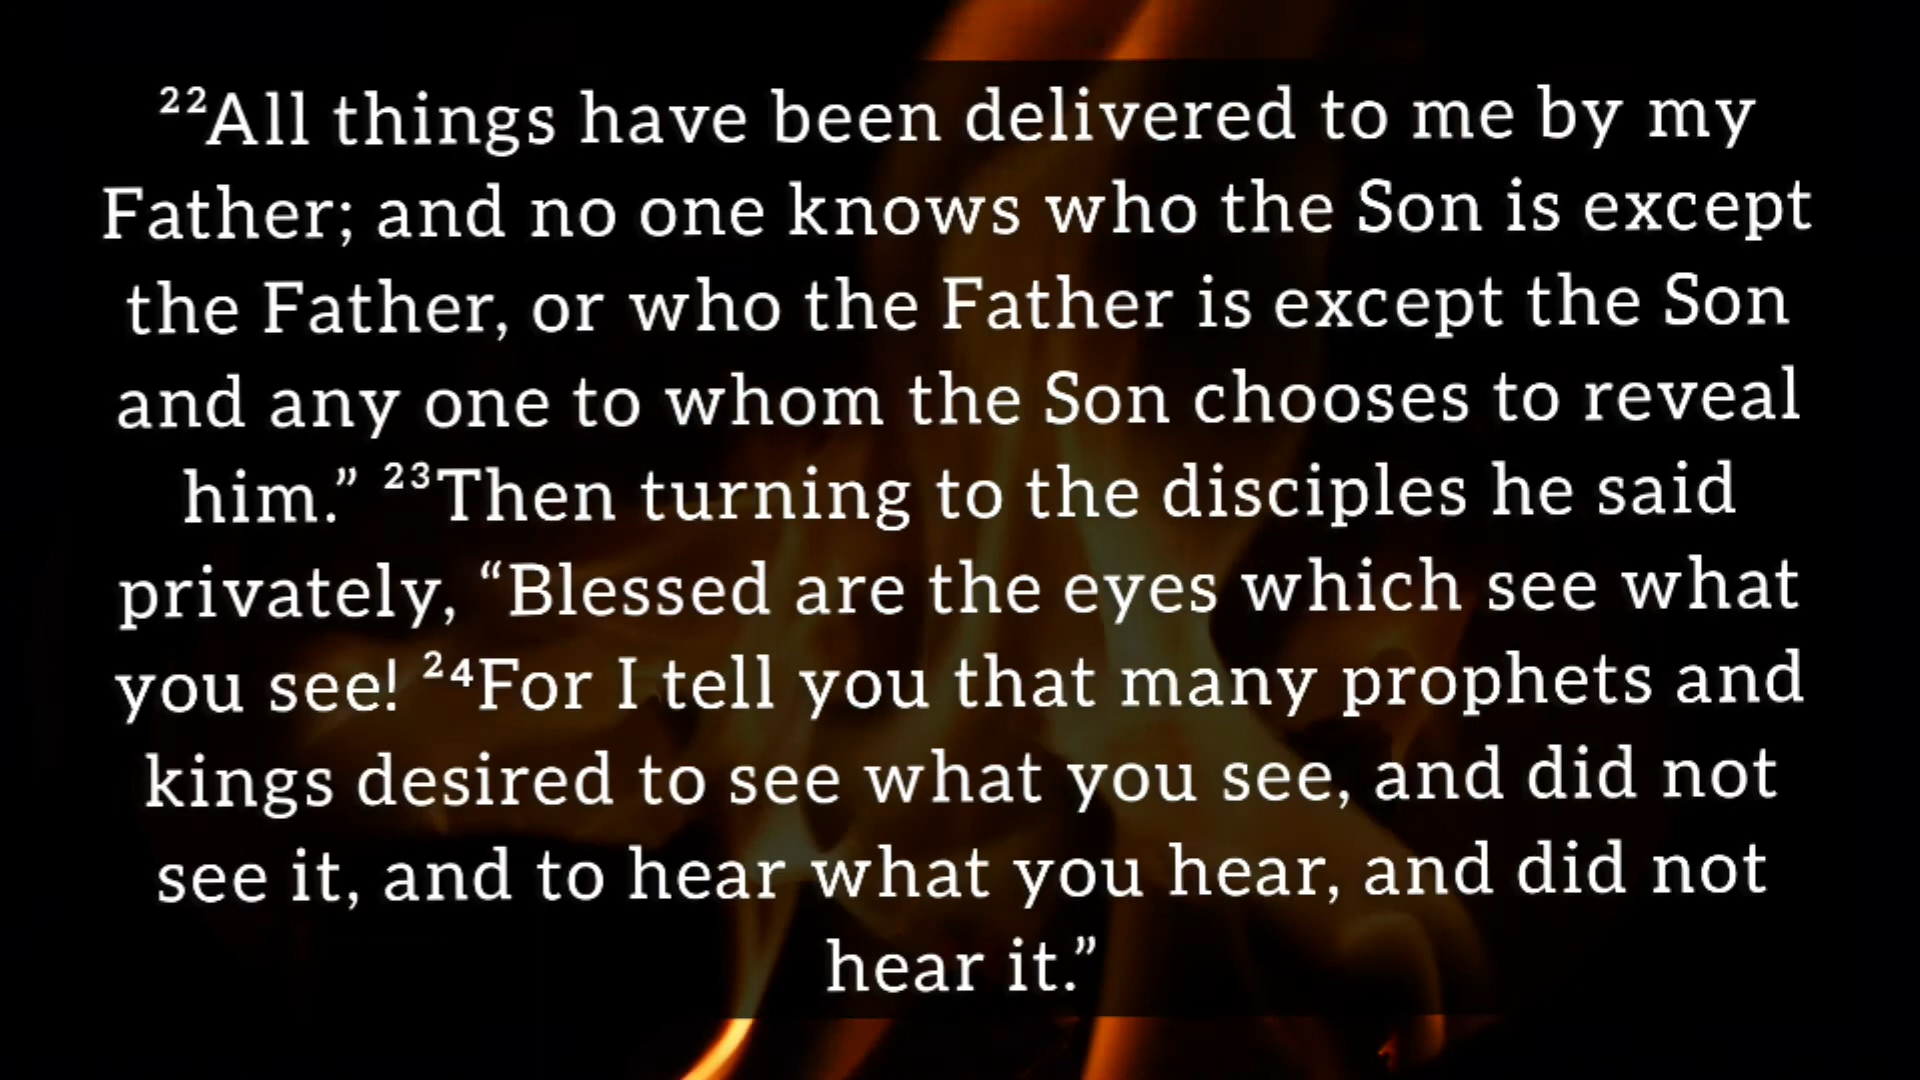 ²²All things have been delivered to me by my
Father; and no one knows who the Son is except
the Father, or who the Father is except the Son
and any one to whom the Son chooses to reveal
him.” ²³Then turning to the disciples he said
privately, “Blessed are the eyes which see what
you see! ²⁴For I tell you that many prophets and
kings desired to see what you see, and did not
see it, and to hear what you hear, and did not
hear it.”